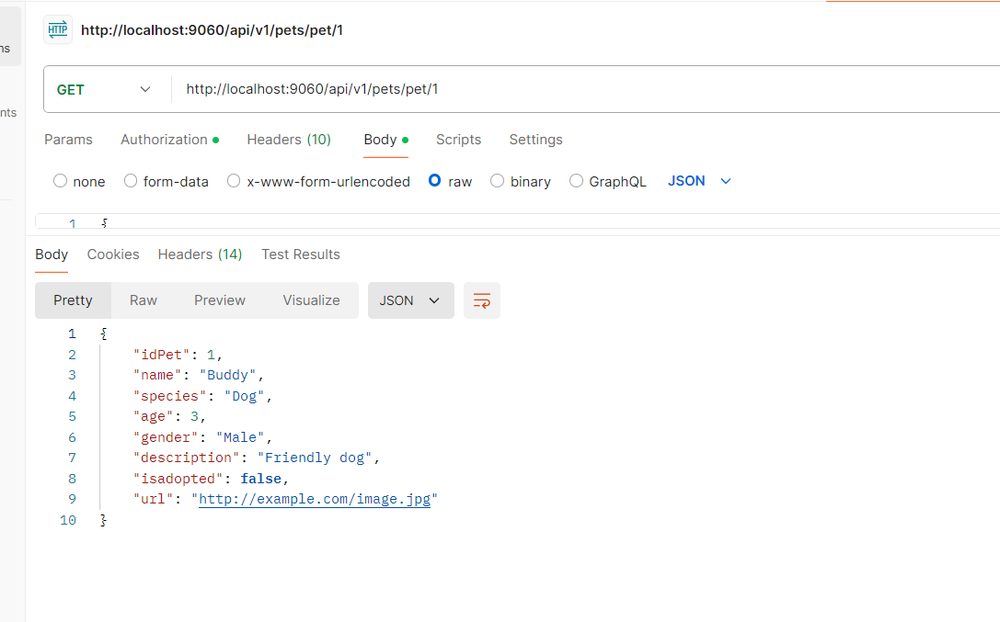 HTTP http://localhost:9060/api/v1/pets/pet/1
ns
GET http://localhost:9060/api/v1/pets/pet/1
nts
Params Authorization Headers (10) Body Scripts Settings
none form-data x-www-form-urlencoded raw binary GraphQL JSON
1 {
Body Cookies Headers (14) Test Results
Pretty Raw Preview Visualize JSON
1 {
2 "idPet": 1,
3 "name": "Buddy",
4 "species": "Dog",
5 "age": 3,
6 "gender": "Male",
7 "description": "Friendly dog",
8 "isadopted": false,
9 "url": "http://example.com/image.jpg"
10 }